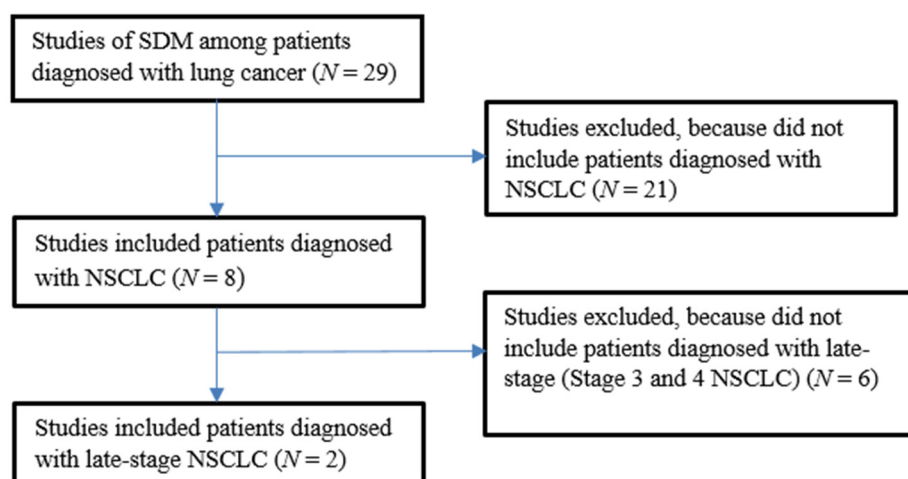 Studies of SDM among patients
diagnosed with lung cancer (N = 29)
Studies excluded, because did not
include patients diagnosed with
NSCLC (N = 21)
Studies included patients diagnosed
with NSCLC (N = 8)
Studies excluded, because did not
include patients diagnosed with late-
stage (Stage 3 and 4 NSCLC) (N = 6)
Studies included patients diagnosed
with late-stage NSCLC (N = 2)